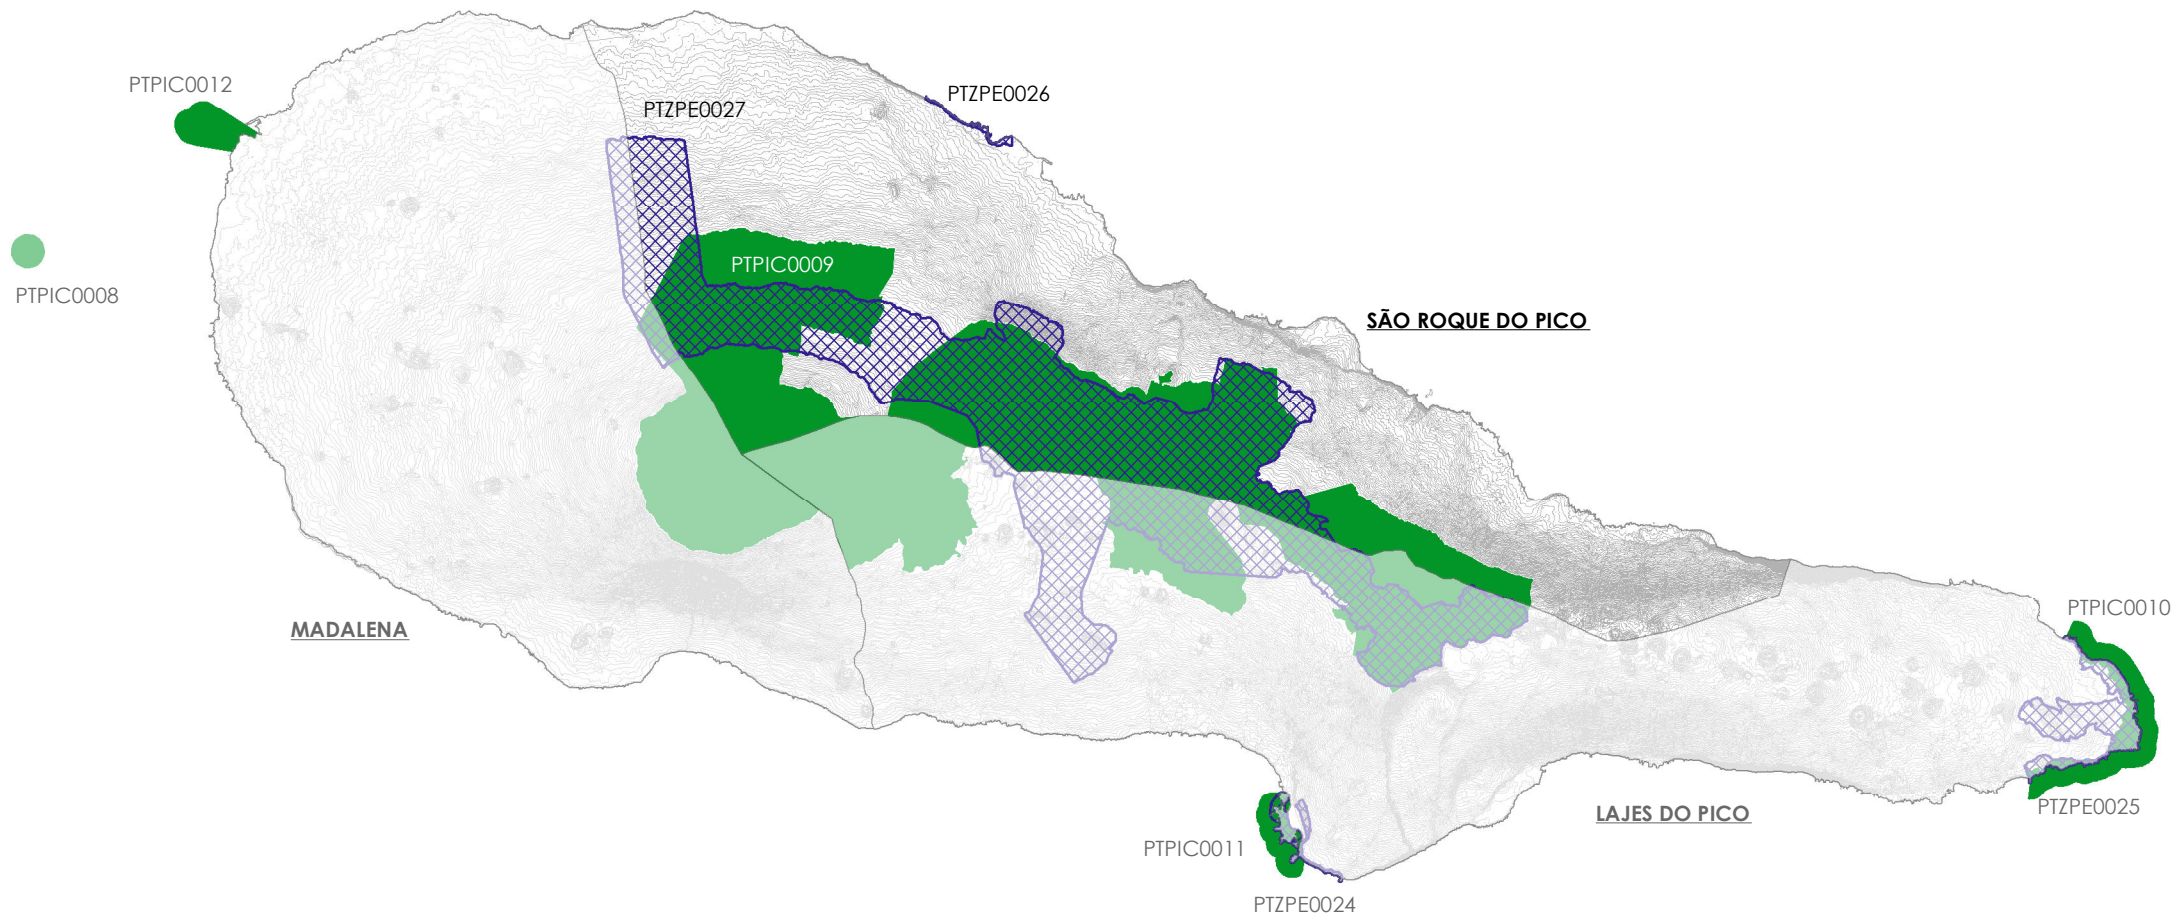 PTPIC0012
PTZPE0026
PTZPE0027
PTPIC0009
PTPIC0008
SÃO ROQUE DO PICO
PTPIC0010
MADALENA
PTZPE0025
LAJES DO PICO
PTPIC0011
PTZPE0024